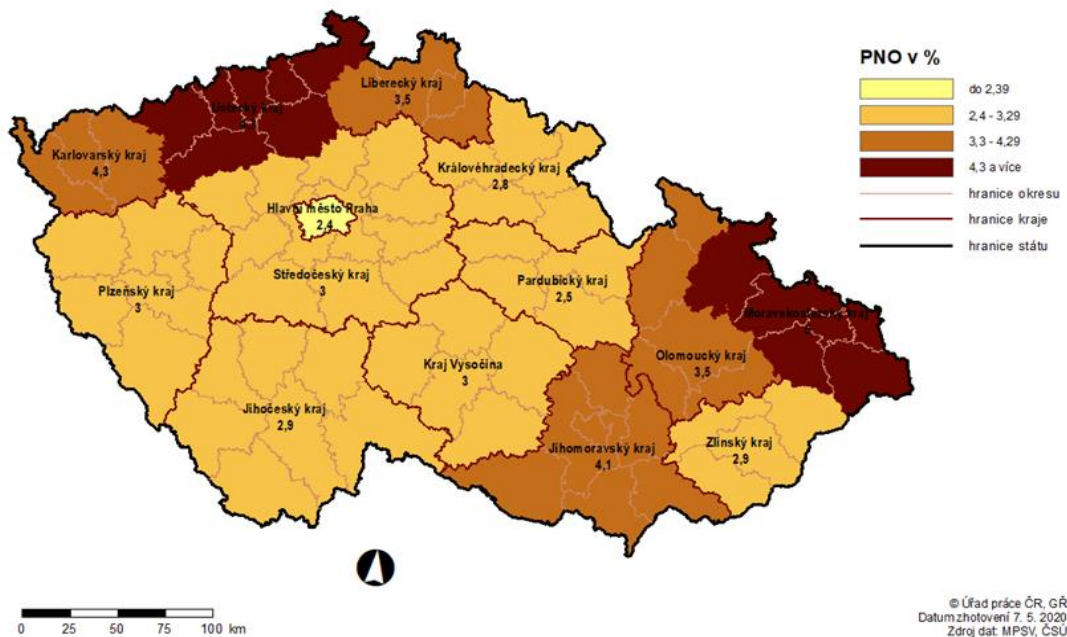 PNO v %
do 2,39
2,4 - 3,29
3,3 - 4,29
4,3 a více
hranice okresu
hranice kraje
hranice státu
Liberecký kraj
3,5
Ústecký kraj
Karlovarský kraj
4,3
Královéhradecký kraj
2,8
Hlavní město Praha
2,4
Středočeský kraj
3
Plzeňský kraj
3
Pardubický kraj
2,5
Moravskoslezský kraj
Olomoucký kraj
3,5
Kraj Vysočina
3
Jihočeský kraj
2,9
Jihomoravský kraj
4,1
Zlínský kraj
2,9
0 25 50 75 100 km
© Úřad práce ČR, GŘ
Datum zhotovení 7. 5. 2020
Zdroj dat: MPSV, ČSÚ